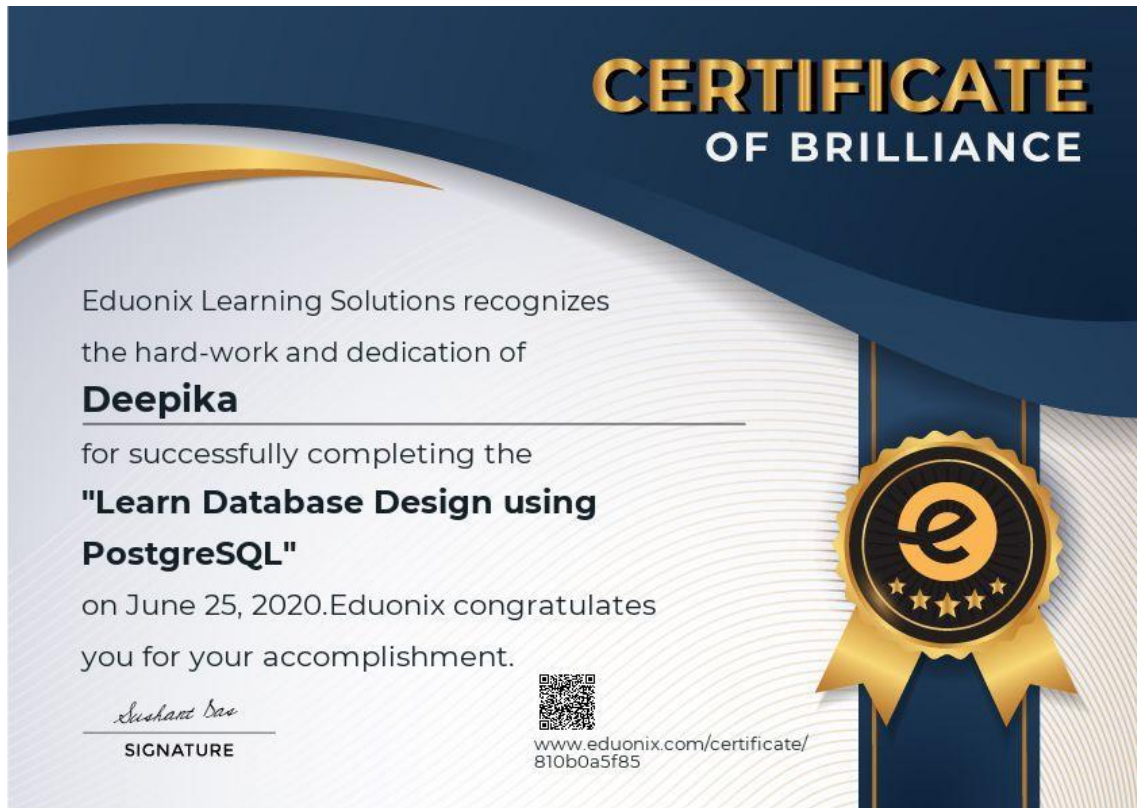 CERTIFICATE
OF BRILLIANCE
Eduonix Learning Solutions recognizes
the hard-work and dedication of
Deepika
for successfully completing the
"Learn Database Design using
PostgreSQL"
on June 25, 2020.Eduonix congratulates
you for your accomplishment.
Sushant Das
SIGNATURE
www.eduonix.com/certificate/
810b0a5f85
e